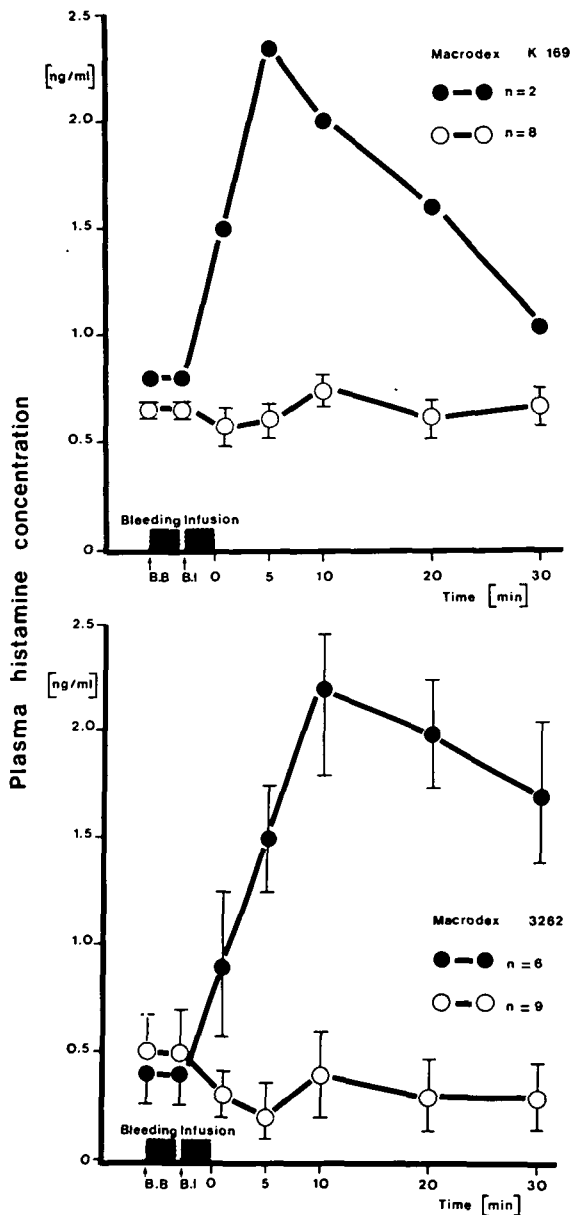 Plasma histamine concentration
2.5
[ng/ml]
2.0
1.5
1.0
0.5
0
Macrodex K 169
n=2
n=8
Bleeding Infusion
B.B B.I 0 5 10 20 30
Time [min]
2.5
[ng/ml]
2.0
1.5
1.0
0.5
0
Macrodex 3262
n=6
n=9
Bleeding Infusion
B.B B.I 0 5 10 20 30
Time [min]